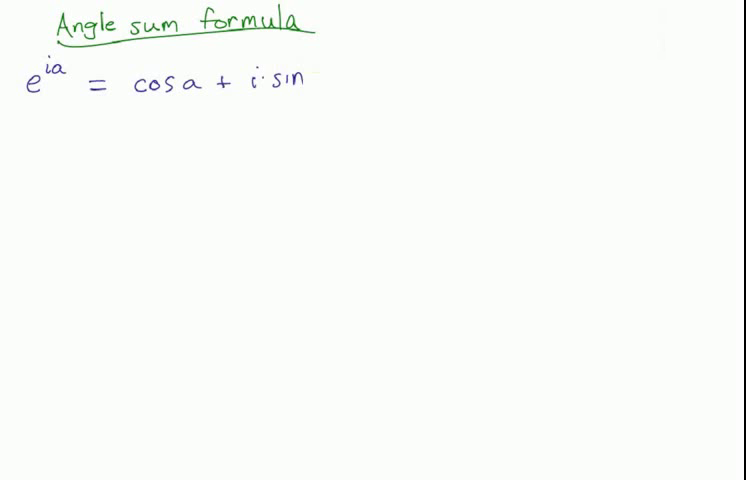 Angle sum formula
e^{ia} = cos a + i·sin